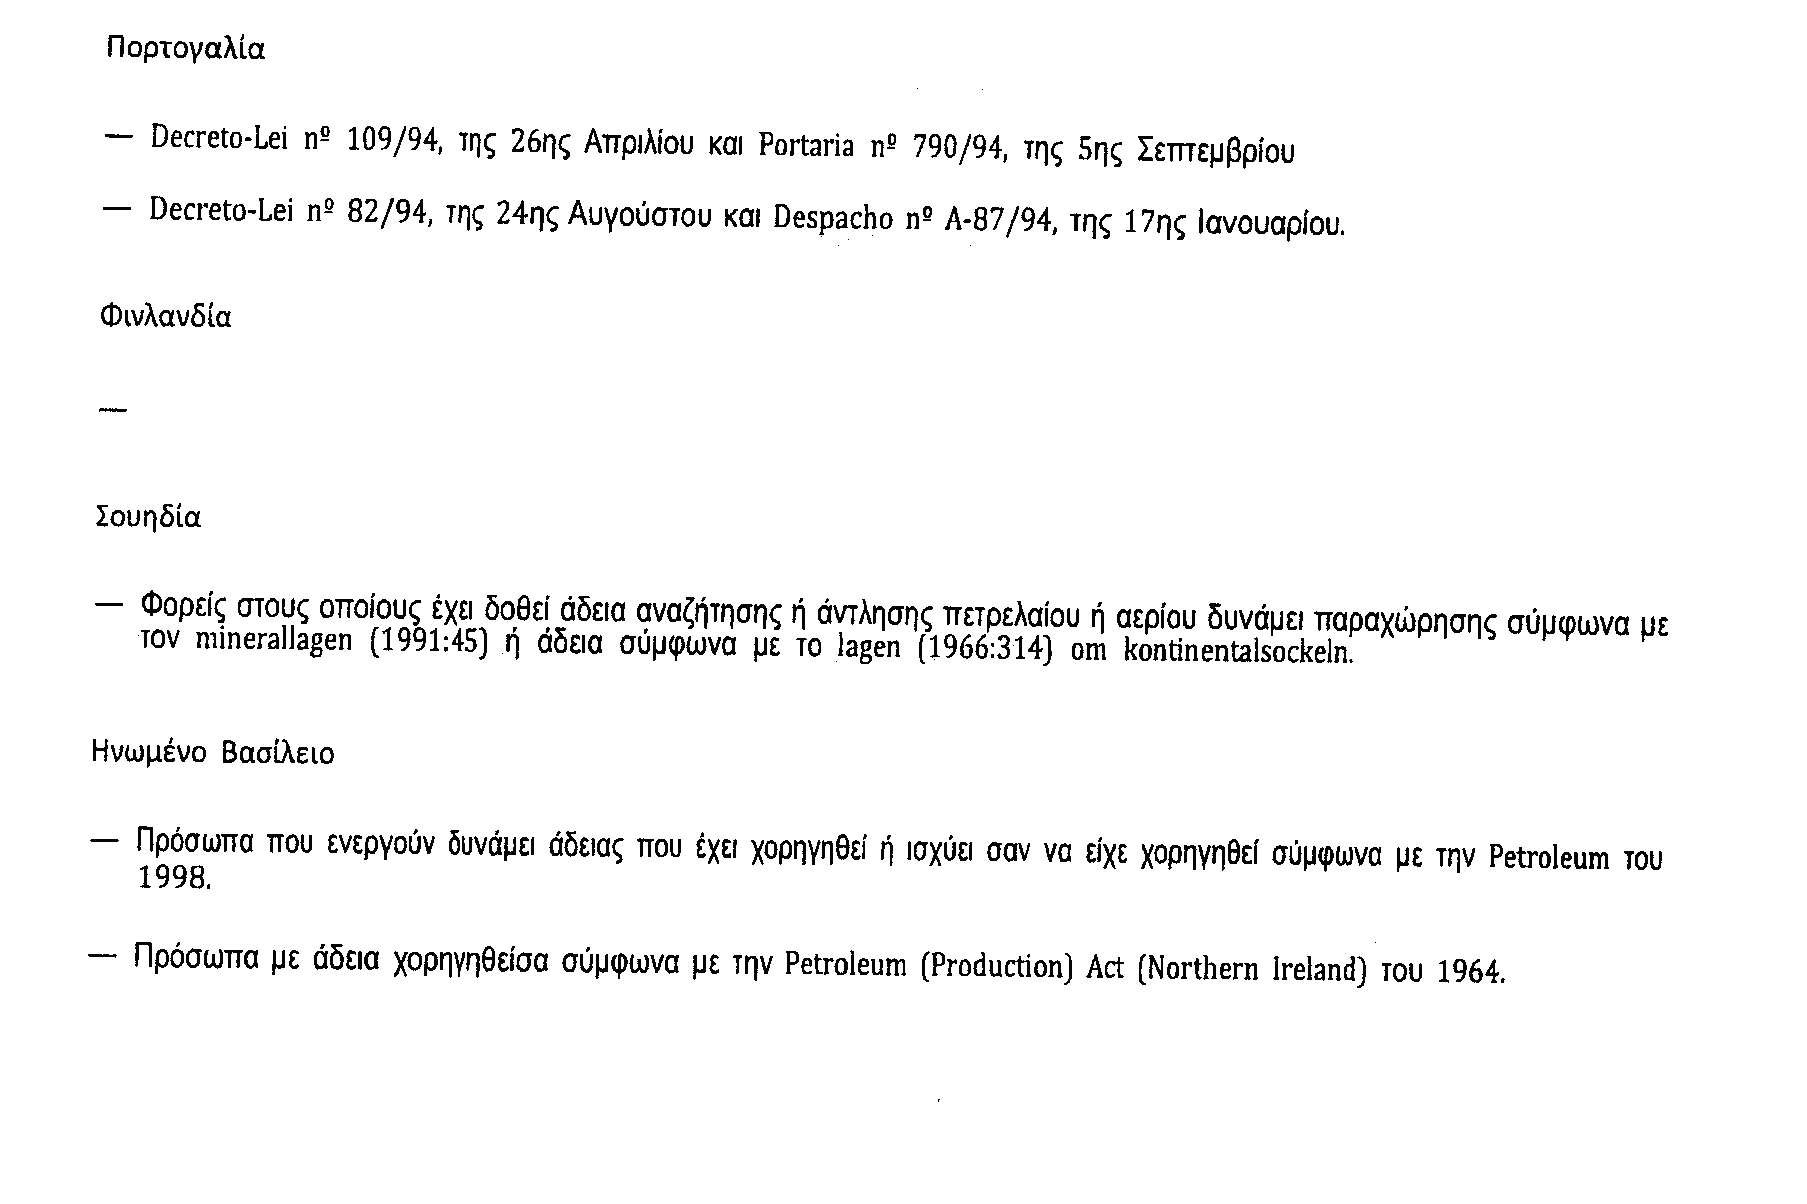 Πορτογαλία
— Decreto-Lei nº 109/94, της 26ης Απριλίου και Portaria nº 790/94, της 5ης Σεπτεμβρίου
— Decreto-Lei nº 82/94, της 24ης Αυγούστου και Despacho nº A-87/94, της 17ης Ιανουαρίου.
Φινλανδία
—
Σουηδία
— Φορείς στους οποίους έχει δοθεί άδεια αναζήτησης ή άντλησης πετρελαίου ή αερίου δυνάμει παραχώρησης σύμφωνα με
τον minerallagen (1991:45) ή άδεια σύμφωνα με το lagen (1966:314) om kontinentalsockeln.
Ηνωμένο Βασίλειο
— Πρόσωπα που ενεργούν δυνάμει άδειας που έχει χορηγηθεί ή ισχύει σαν να είχε χορηγηθεί σύμφωνα με την Petroleum του
1998.
— Πρόσωπα με άδεια χορηγηθείσα σύμφωνα με την Petroleum (Production) Act (Northern Ireland) του 1964.